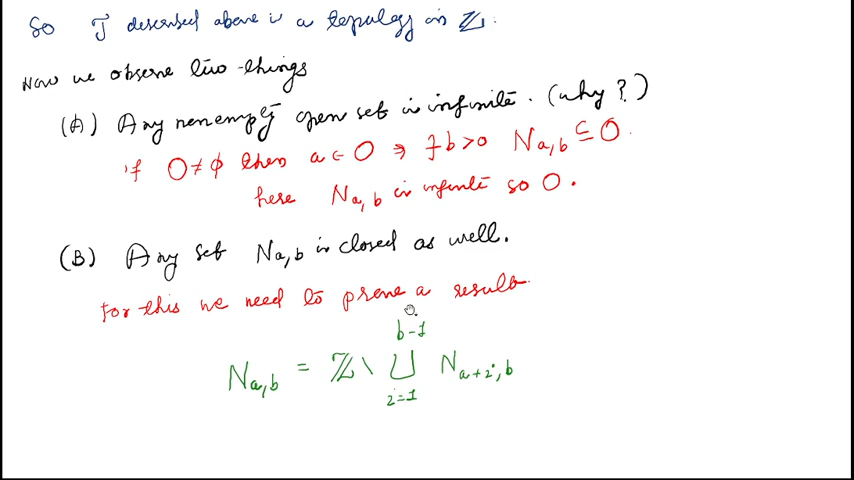 So 𝒯 described above is a topology on ℤ.
Now we observe two things
(A) Any nonempty open set is infinite. (why?)
if O ≠ ϕ then a ∈ O ⇒ ∃ b>0 N_{a,b} ⊆ O.
here N_{a,b} is infinite so O.
(B) Any set N_{a,b} is closed as well.
For this we need to prove a result
N_{a,b} = ℤ \ ⋃_{i=1}^{b-1} N_{a+i,b}